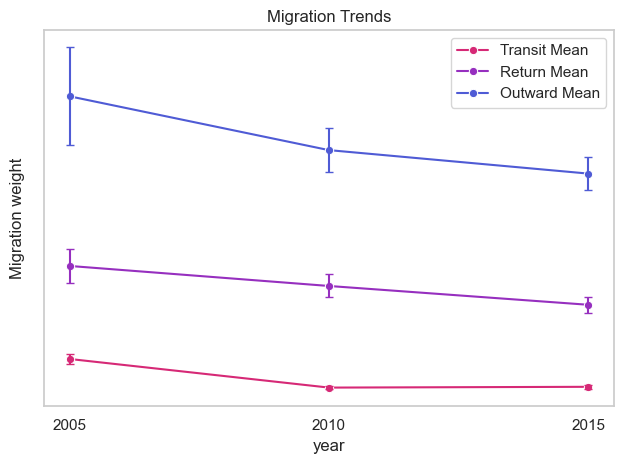 Migration Trends
Transit Mean
Return Mean
Outward Mean
Migration weight
2005
2010
2015
year